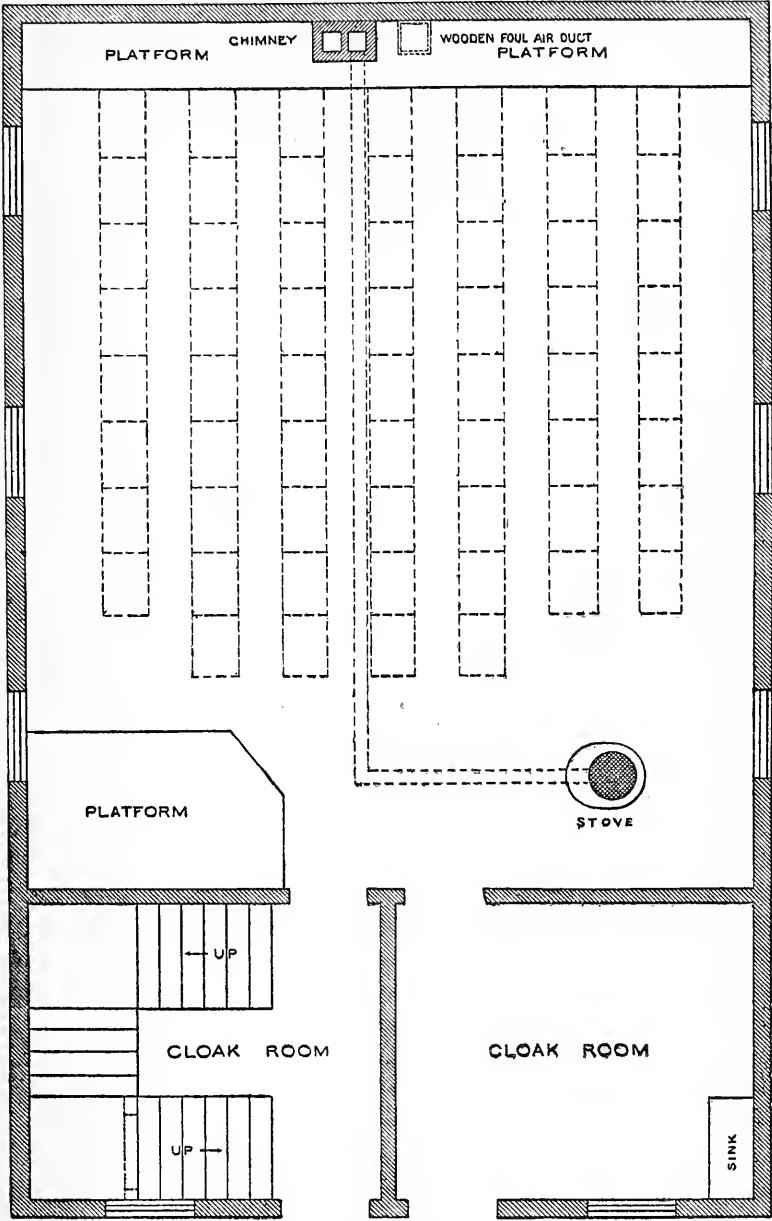 PLATFORM
CHIMNEY
WOODEN FOUL AIR DUCT
PLATFORM
PLATFORM
STOVE
UP
CLOAK ROOM
CLOAK ROOM
UP
SINK